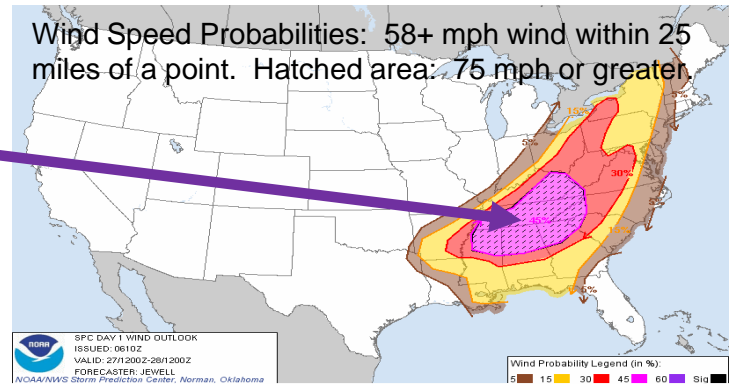 Wind Speed Probabilities: 58+ mph wind within 25
miles of a point. Hatched area: 75 mph or greater.
5%
15%
5%
30%
45%
5%
15%
5%
NOAA
SPC DAY 1 WIND OUTLOOK
ISSUED: 0610Z
VALID: 27/1200Z-28/1200Z
FORECASTER: JEWELL
NOAA/NWS Storm Prediction Center, Norman, Oklahoma
Wind Probability Legend (in %):
5 15 30 45 60 Sig